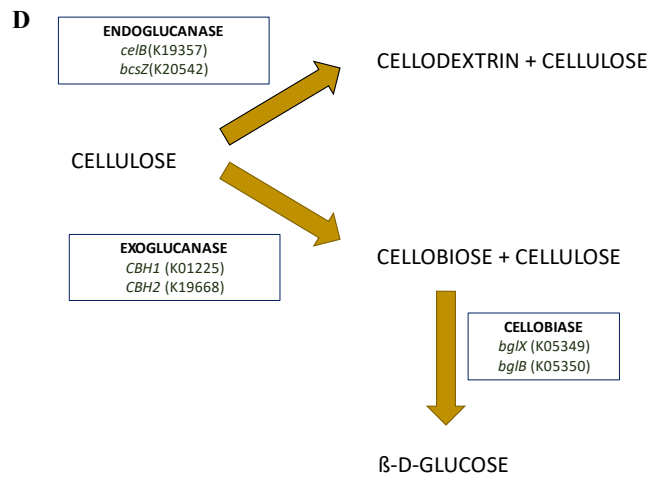 D
ENDOGLUCANASE
celB(K19357)
bcsZ(K20542)
CELLODEXTRIN + CELLULOSE
CELLULOSE
EXOGLUCANASE
CBH1 (K01225)
CBH2 (K19668)
CELLOBIOSE + CELLULOSE
CELLOBIASE
bglX (K05349)
bglB (K05350)
ß-D-GLUCOSE